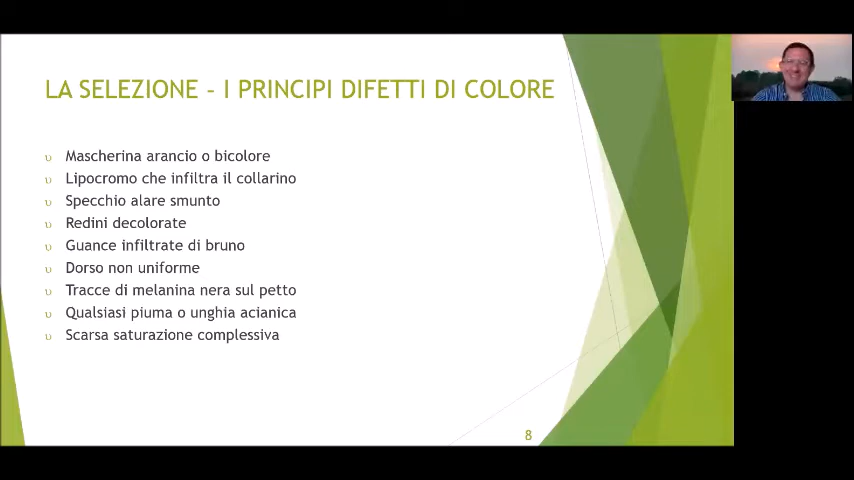 LA SELEZIONE – I PRINCIPI DIFETTI DI COLORE
Mascherina arancio o bicolore
Lipocromo che infiltra il collarino
Specchio alare smunto
Redini decolorate
Guance infiltrate di bruno
Dorso non uniforme
Tracce di melanina nera sul petto
Qualsiasi piuma o unghia acianica
Scarsa saturazione complessiva
8